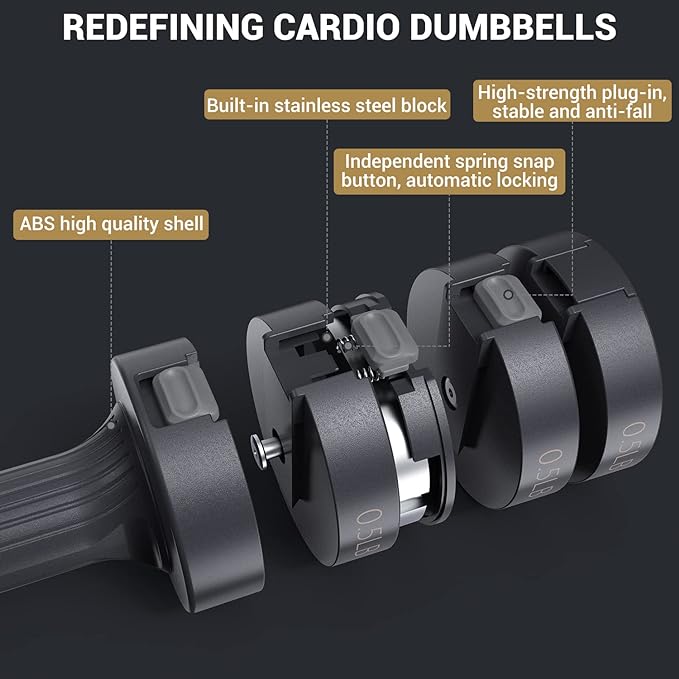 REDEFINING CARDIO DUMBBELLS
High-strength plug-in,
stable and anti-fall
Built-in stainless steel block
Independent spring snap
button, automatic locking
ABS high quality shell
0.5LB
0.5LB
0.5LB